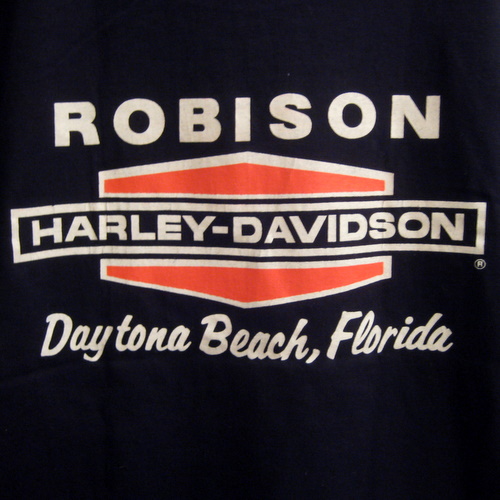 ROBISON
HARLEY-DAVIDSON
®
Daytona Beach, Florida